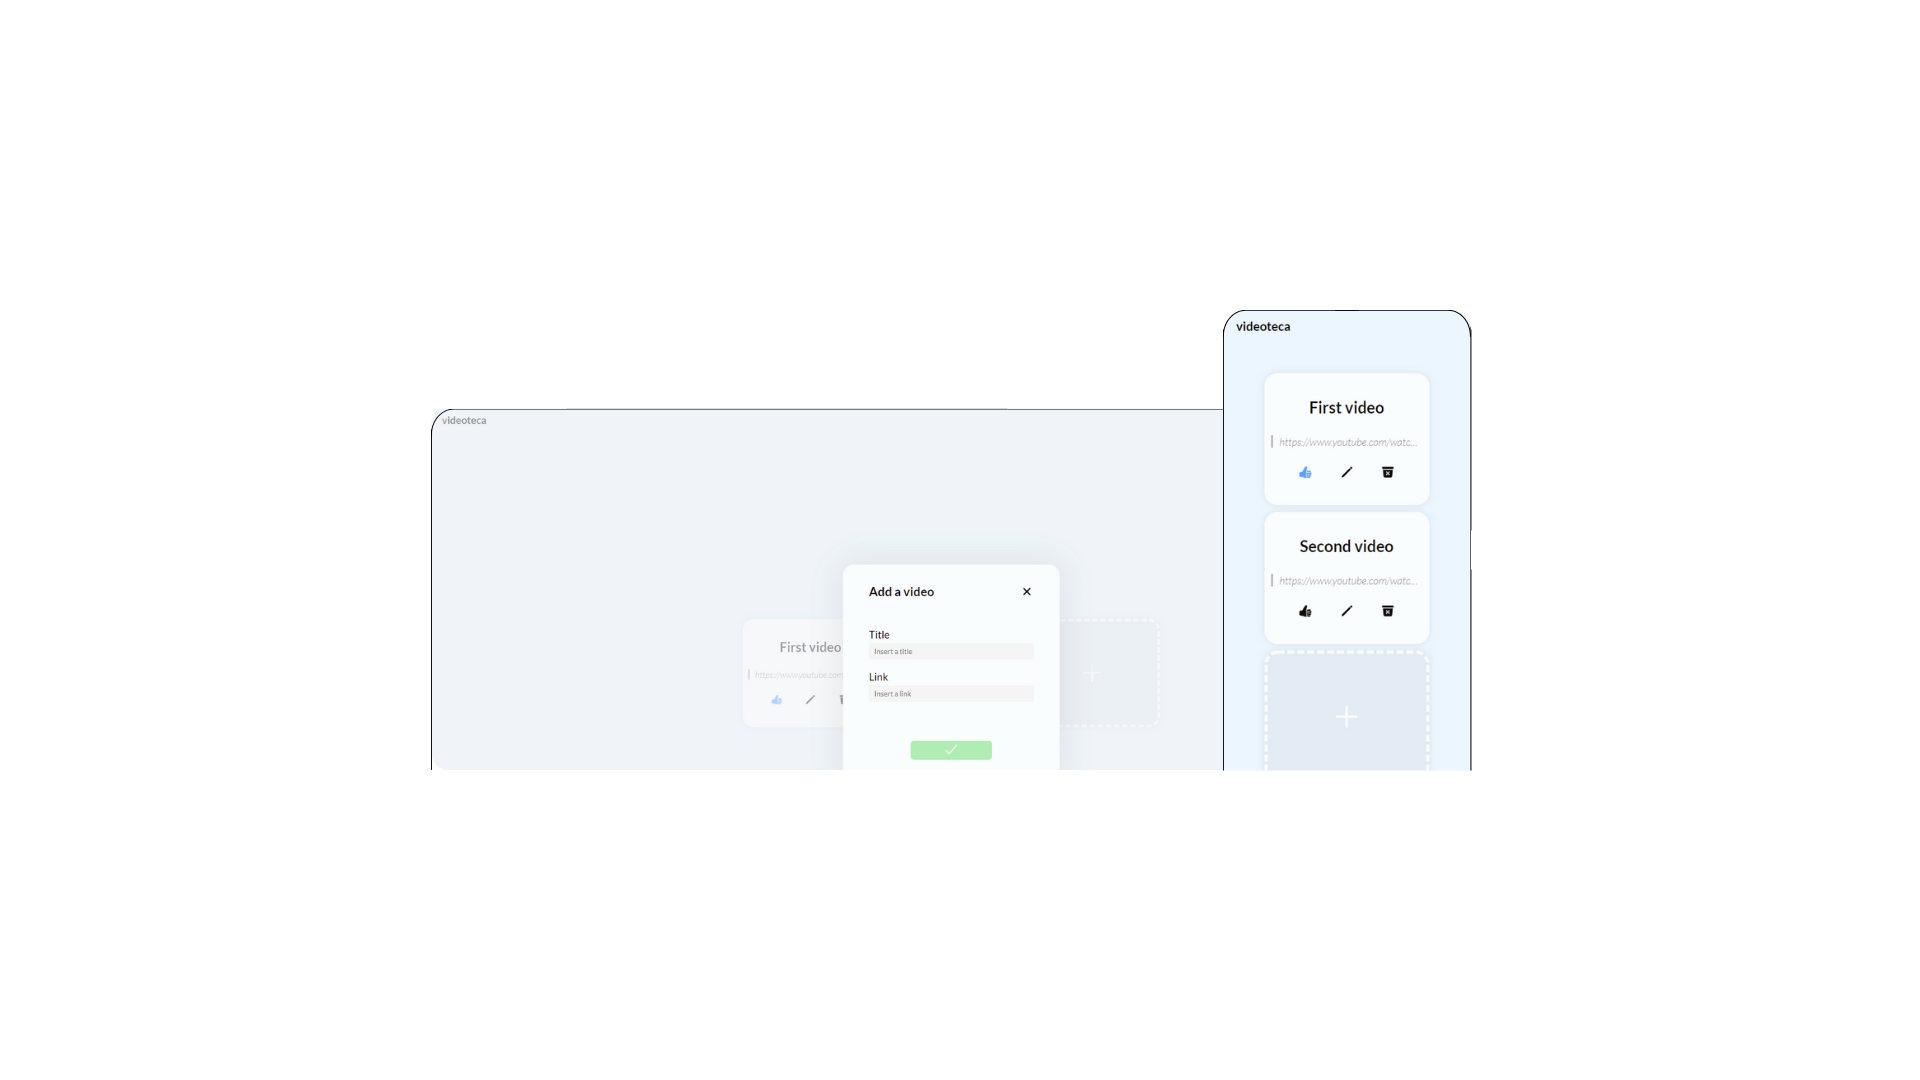 videoteca
First video
https://www.youtube.com/watc...
Second video
https://www.youtube.com/watc...
videoteca
First video
https://www.youtube.com
Add a video
Title
Insert a title
Link
Insert a link